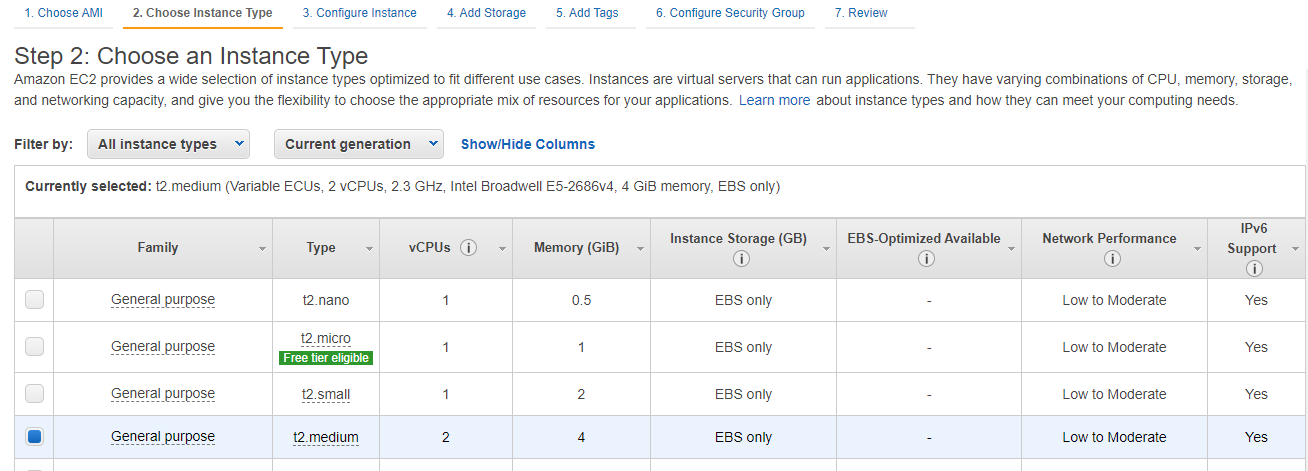 1. Choose AMI 2. Choose Instance Type 3. Configure Instance 4. Add Storage 5. Add Tags 6. Configure Security Group 7. Review
Step 2: Choose an Instance Type
Amazon EC2 provides a wide selection of instance types optimized to fit different use cases. Instances are virtual servers that can run applications. They have varying combinations of CPU, memory, storage,
and networking capacity, and give you the flexibility to choose the appropriate mix of resources for your applications. Learn more about instance types and how they can meet your computing needs.
Filter by: All instance types Current generation Show/Hide Columns
Currently selected: t2.medium (Variable ECUs, 2 vCPUs, 2.3 GHz, Intel Broadwell E5-2686v4, 4 GiB memory, EBS only)
Family Type vCPUs i Memory (GiB) Instance Storage (GB) i EBS-Optimized Available i Network Performance i IPv6 Support i
General purpose t2.nano 1 0.5 EBS only - Low to Moderate Yes
General purpose t2.micro 1 1 EBS only - Low to Moderate Yes
Free tier eligible
General purpose t2.small 1 2 EBS only - Low to Moderate Yes
General purpose t2.medium 2 4 EBS only - Low to Moderate Yes